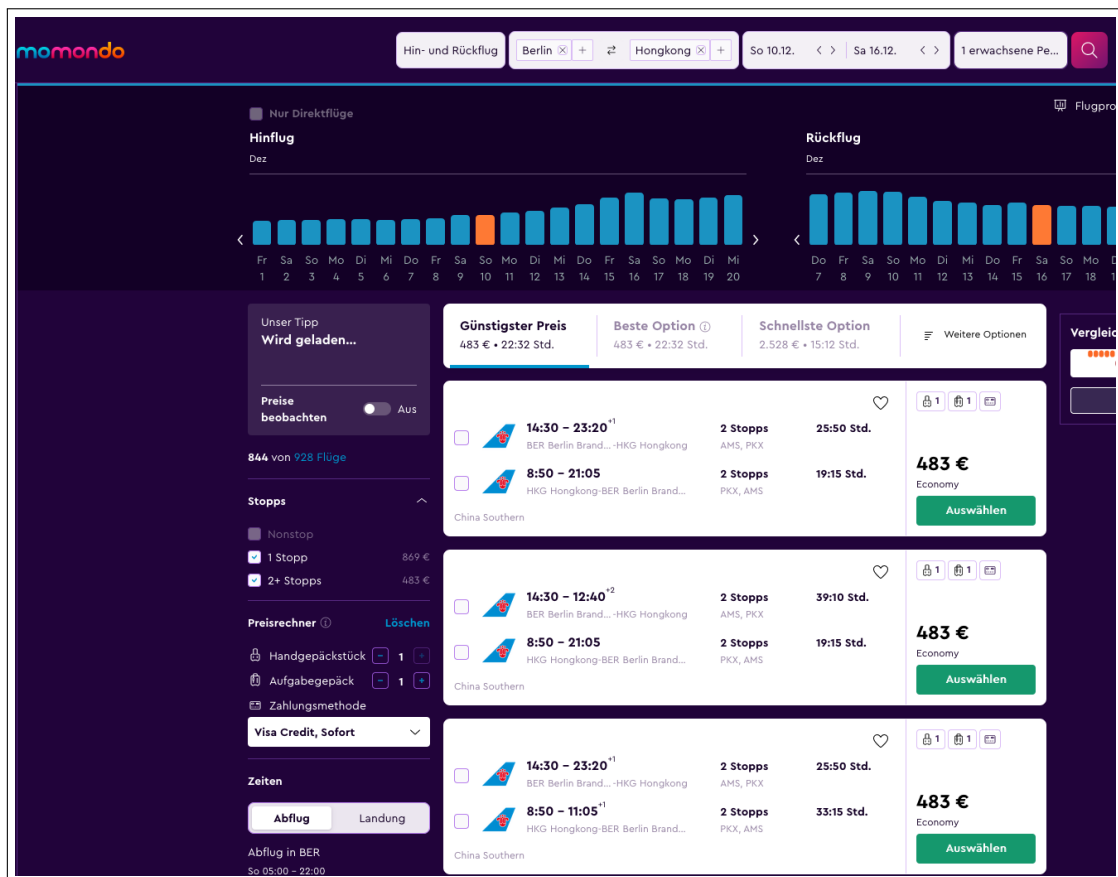 momondo
Hin- und Rückflug Berlin + Hongkong + So 10.12. Sa 16.12. 1 erwachsene Pe...
Nur Direktflüge
Flugpro
Hinflug
Dez
Fr Sa So Mo Di Mi Do Fr Sa So Mo Di Mi Do Fr Sa So Mo Di Mi
1 2 3 4 5 6 7 8 9 10 11 12 13 14 15 16 17 18 19 20
Rückflug
Dez
Do Fr Sa So Mo Di Mi Do Fr Sa So Mo D
7 8 9 10 11 12 13 14 15 16 17 18 1
Unser Tipp
Wird geladen...
Preise
beobachten Aus
844 von 928 Flüge
Stopps
Nonstop
1 Stopp 869 €
2+ Stopps 483 €
Preisrechner Löschen
Handgepäckstück - 1 +
Aufgabegepäck - 1 +
Zahlungsmethode
Visa Credit, Sofort
Zeiten
Abflug Landung
Abflug in BER
So 05:00 – 22:00
Günstigster Preis
483 € • 22:32 Std.
Beste Option
483 € • 22:32 Std.
Schnellste Option
2.528 € • 15:12 Std.
Weitere Optionen
14:30 – 23:20+1 2 Stopps 25:50 Std.
BER Berlin Brand...-HKG Hongkong AMS, PKX
8:50 – 21:05 2 Stopps 19:15 Std.
HKG Hongkong-BER Berlin Brand... PKX, AMS
China Southern
1 1
483 €
Economy
Auswählen
14:30 – 12:40+2 2 Stopps 39:10 Std.
BER Berlin Brand...-HKG Hongkong AMS, PKX
8:50 – 21:05 2 Stopps 19:15 Std.
HKG Hongkong-BER Berlin Brand... PKX, AMS
China Southern
1 1
483 €
Economy
Auswählen
14:30 – 23:20+1 2 Stopps 25:50 Std.
BER Berlin Brand...-HKG Hongkong AMS, PKX
8:50 – 11:05+1 2 Stopps 33:15 Std.
HKG Hongkong-BER Berlin Brand... PKX, AMS
China Southern
1 1
483 €
Economy
Auswählen
Vergleic